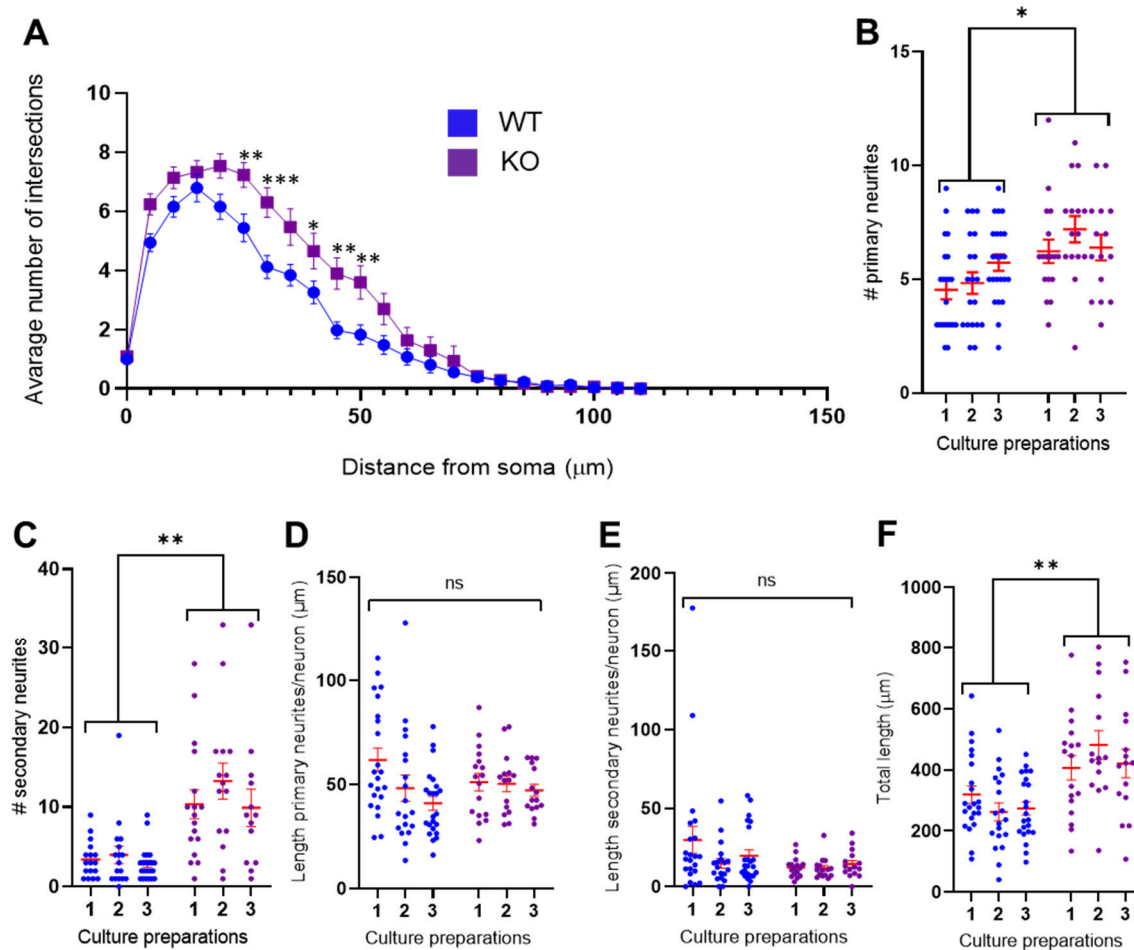 A
Avarage number of intersections
10
8
6
4
2
0
** *** * ** **
WT
KO
0 50 100 150
Distance from soma (μm)
B
*
# primary neurites
15
10
5
0
1 2 3 1 2 3
Culture preparations
C
**
# secondary neurites
40
30
20
10
0
1 2 3 1 2 3
Culture preparations
D
ns
Length primary neurites/neuron (μm)
150
100
50
0
1 2 3 1 2 3
Culture preparations
E
ns
Length secondary neurites/neuron (μm)
200
150
100
50
0
1 2 3 1 2 3
Culture preparations
F
**
Total length (μm)
1000
800
600
400
200
0
1 2 3 1 2 3
Culture preparations